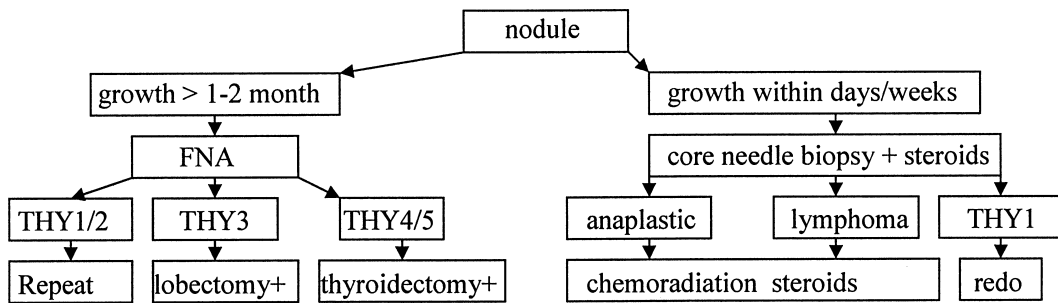 nodule
growth > 1-2 month
growth within days/weeks
FNA
core needle biopsy + steroids
THY1/2
THY3
THY4/5
anaplastic
lymphoma
THY1
Repeat
lobectomy+
thyroidectomy+
chemoradiation steroids
redo